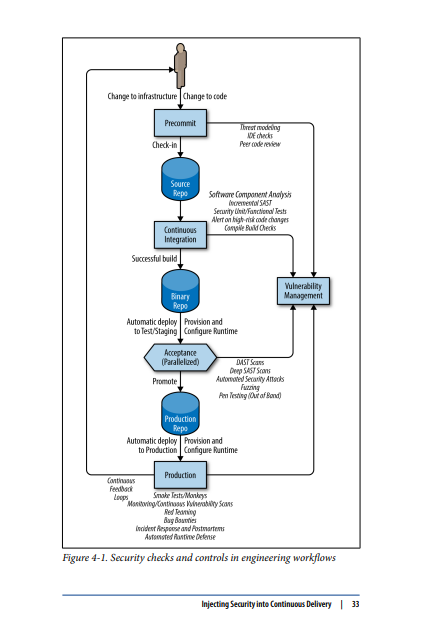 Change to infrastructure
Change to code
Precommit
Threat modeling
IDE checks
Peer code review
Check-in
Source
Repo
Software Component Analysis
Incremental SAST
Security Unit/Functional Tests
Alert on high-risk code changes
Compile Build Checks
Continuous
Integration
Successful build
Vulnerability
Management
Binary
Repo
Automatic deploy
to Test/Staging
Provision and
Configure Runtime
Acceptance
(Parallelized)
DAST Scans
Deep SAST Scans
Automated Security Attacks
Fuzzing
Pen Testing (Out of Band)
Promote
Production
Repo
Automatic deploy
to Production
Provision and
Configure Runtime
Production
Continuous
Feedback
Loops
Smoke Tests/Monkeys
Monitoring/Continuous Vulnerability Scans
Red Teaming
Bug Bounties
Incident Response and Postmortems
Automated Runtime Defense
Figure 4-1. Security checks and controls in engineering workflows
Injecting Security into Continuous Delivery | 33